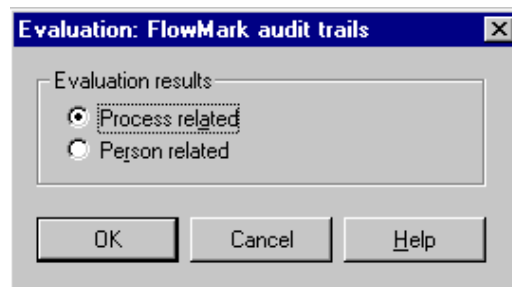 Evaluation: FlowMark audit trails
Evaluation results
Process related
Person related
OK Cancel Help